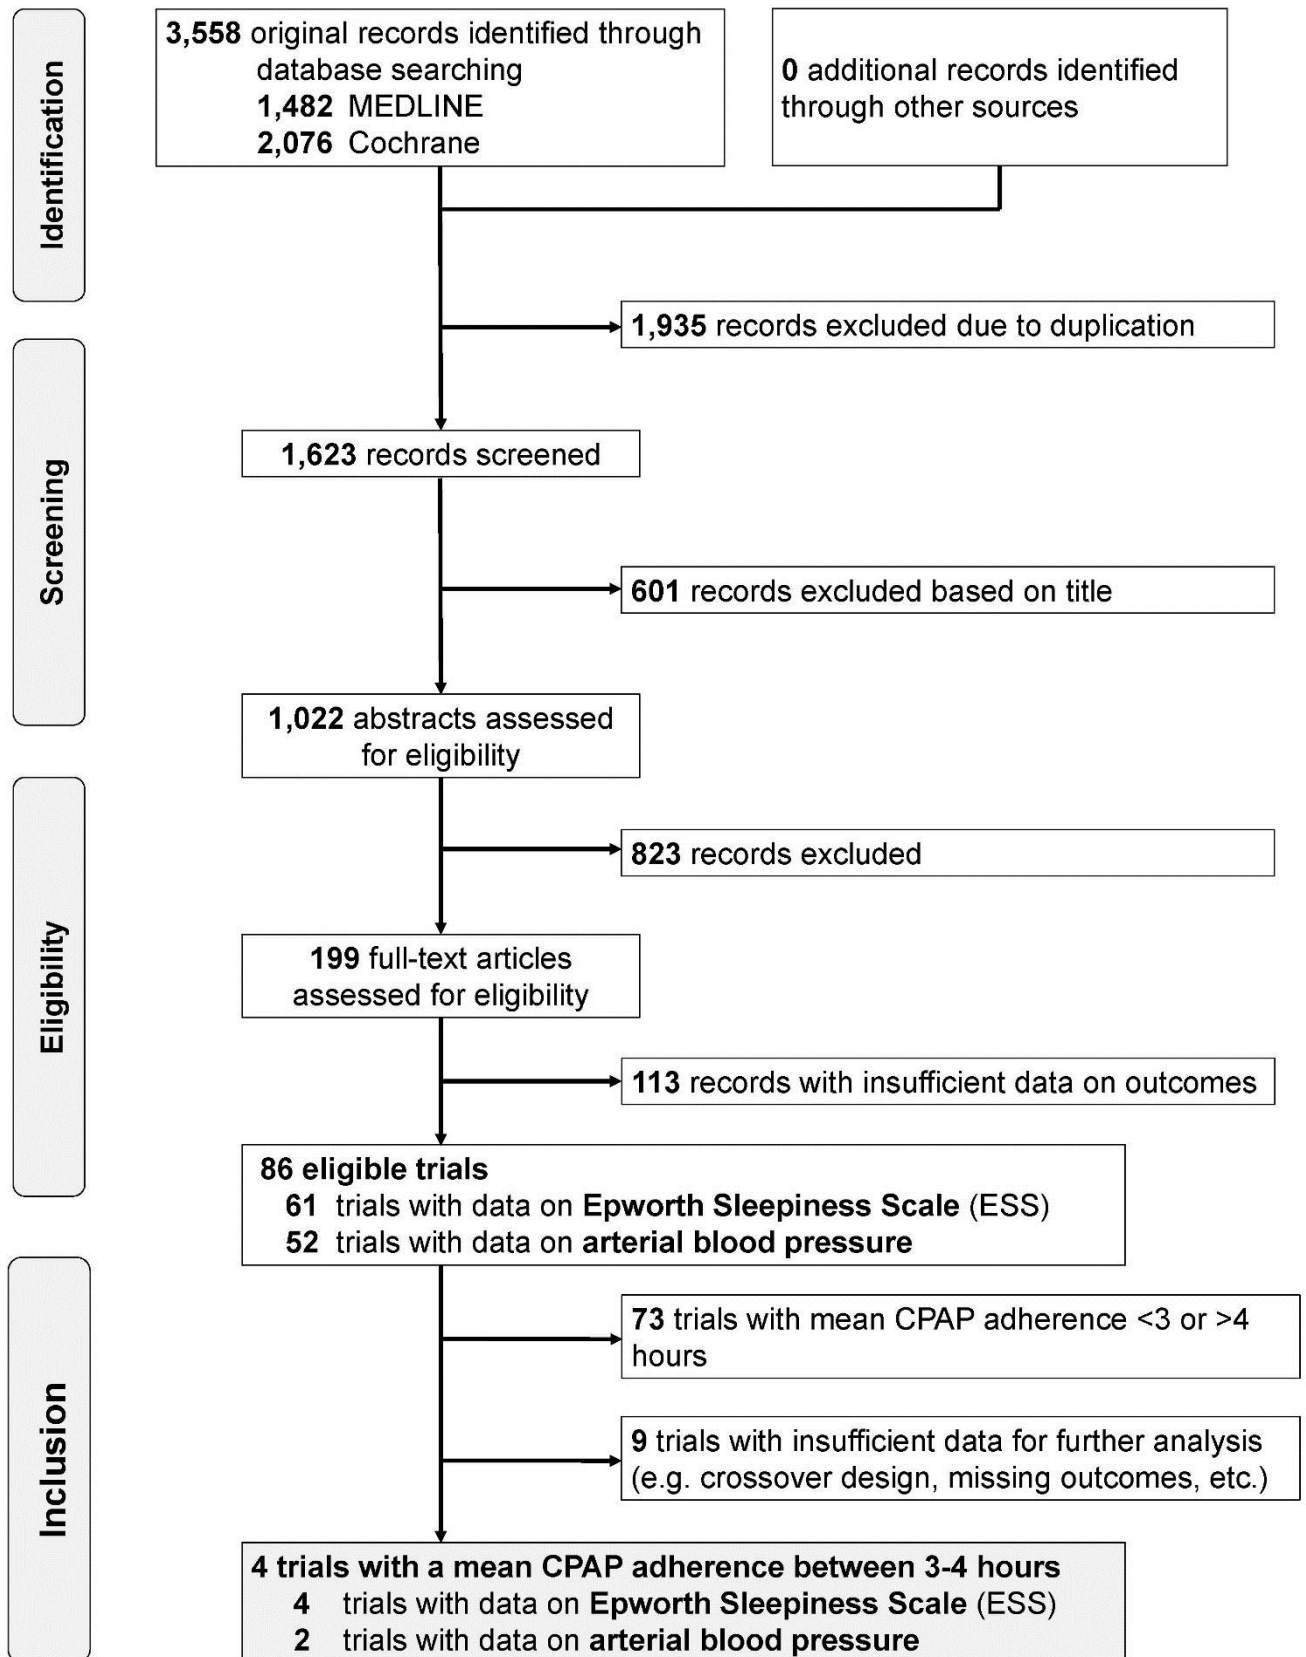 Identification
3,558 original records identified through
database searching
1,482 MEDLINE
2,076 Cochrane
0 additional records identified
through other sources
1,935 records excluded due to duplication
Screening
1,623 records screened
601 records excluded based on title
1,022 abstracts assessed
for eligibility
Eligibility
823 records excluded
199 full-text articles
assessed for eligibility
113 records with insufficient data on outcomes
86 eligible trials
61 trials with data on Epworth Sleepiness Scale (ESS)
52 trials with data on arterial blood pressure
Inclusion
73 trials with mean CPAP adherence <3 or >4
hours
9 trials with insufficient data for further analysis
(e.g. crossover design, missing outcomes, etc.)
4 trials with a mean CPAP adherence between 3-4 hours
4 trials with data on Epworth Sleepiness Scale (ESS)
2 trials with data on arterial blood pressure